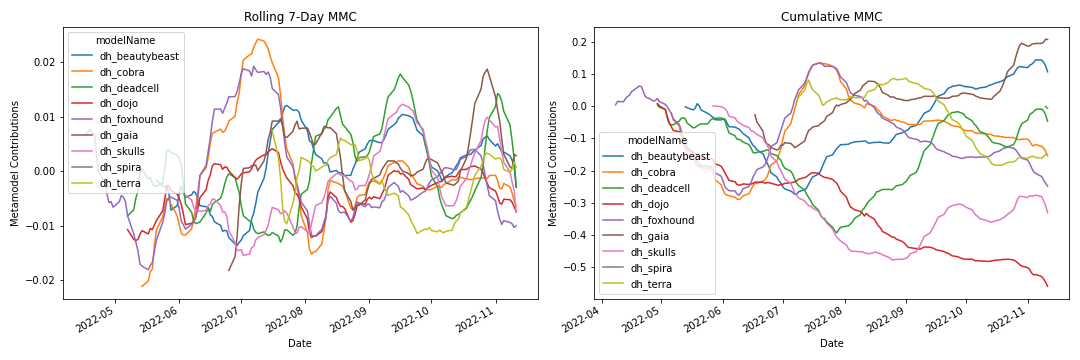 Rolling 7-Day MMC
Metamodel Contributions
0.02
0.01
0.00
−0.01
−0.02
modelName
dh_beautybeast
dh_cobra
dh_deadcell
dh_dojo
dh_foxhound
dh_gaia
dh_skulls
dh_spira
dh_terra
2022-05
2022-06
2022-07
2022-08
2022-09
2022-10
2022-11
Date
Cumulative MMC
Metamodel Contributions
0.2
0.1
0.0
−0.1
−0.2
−0.3
−0.4
−0.5
modelName
dh_beautybeast
dh_cobra
dh_deadcell
dh_dojo
dh_foxhound
dh_gaia
dh_skulls
dh_spira
dh_terra
2022-04
2022-05
2022-06
2022-07
2022-08
2022-09
2022-10
2022-11
Date